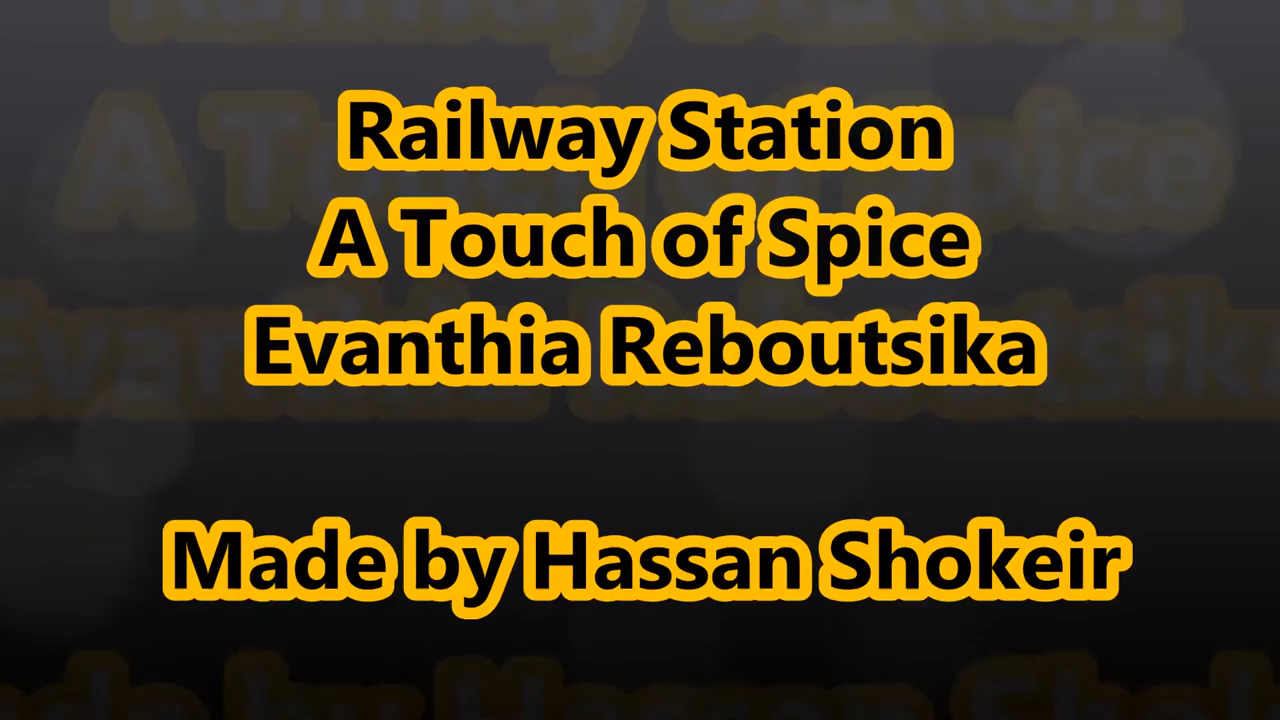 Railway Station
A Touch of Spice
Evanthia Reboutsika
Made by Hassan Shokeir